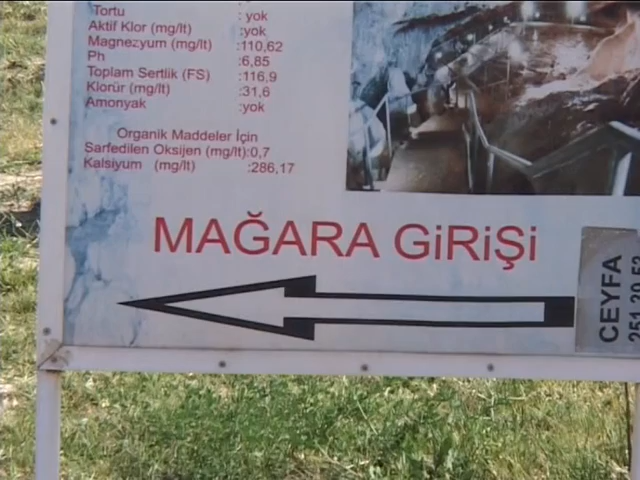 Tortu : yok
Aktif Klor (mg/lt) :yok
Magnezyum (mg/lt) :110,62
Ph :6,85
Toplam Sertlik (FS) :116,9
Klorür (mg/lt) :31,6
Amonyak :yok
Organik Maddeler İçin
Sarfedilen Oksijen (mg/lt):0,7
Kalsiyum (mg/lt) :286,17
MAĞARA GiRiŞi
CEYFA